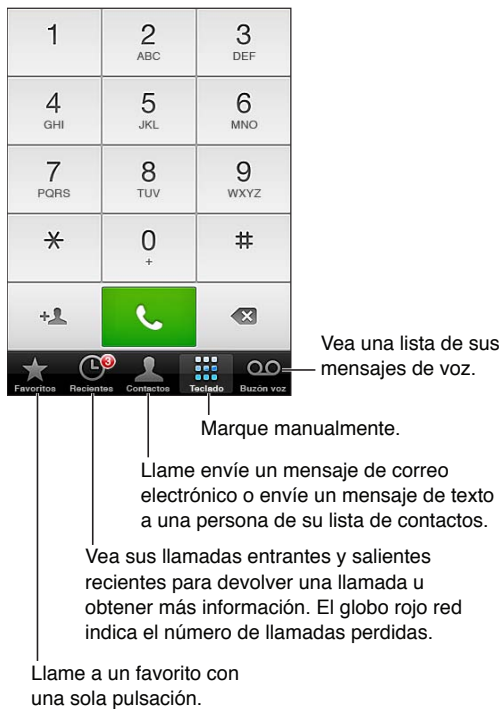 1 2 3
ABC DEF
4 5 6
GHI JKL MNO
7 8 9
PQRS TUV WXYZ
* 0 #
+
+
3
Favoritos Recientes Contactos Teclado Buzón voz
Vea una lista de sus
mensajes de voz.
Marque manualmente.
Llame envíe un mensaje de correo
electrónico o envíe un mensaje de texto
a una persona de su lista de contactos.
Vea sus llamadas entrantes y salientes
recientes para devolver una llamada u
obtener más información. El globo rojo red
indica el número de llamadas perdidas.
Llame a un favorito con
una sola pulsación.